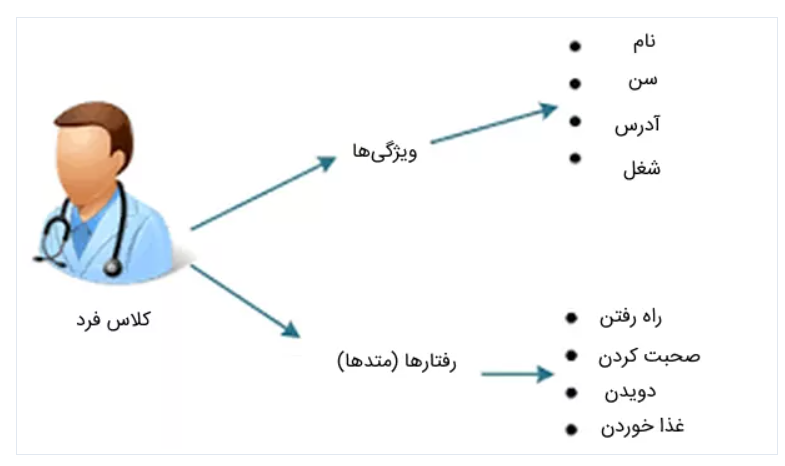 نام
سن
آدرس
شغل
ویژگی‌ها
کلاس فرد
رفتارها (متدها)
راه رفتن
صحبت کردن
دویدن
غذا خوردن